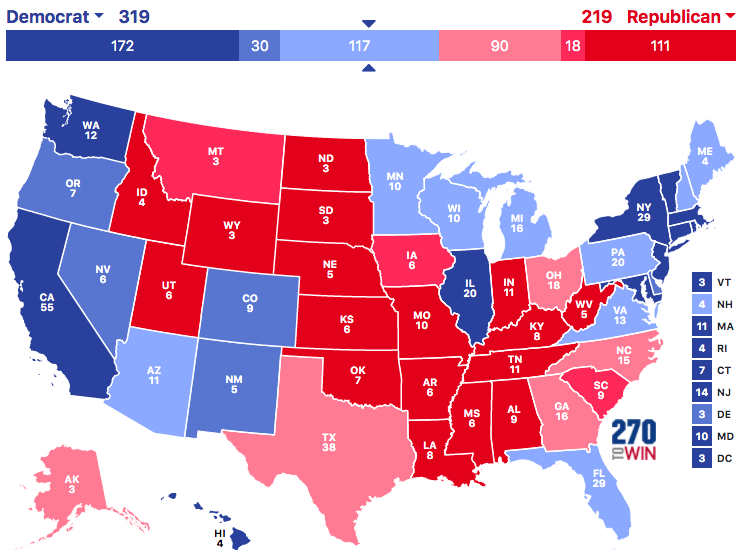 Democrat 319
219 Republican
172 30 117 90 18 111
WA
12
OR
7
CA
55
NV
6
ID
4
MT
3
WY
3
UT
6
CO
9
AZ
11
NM
5
ND
3
SD
3
NE
5
KS
6
OK
7
TX
38
MN
10
IA
6
MO
10
AR
6
LA
8
WI
10
IL
20
MI
16
IN
11
OH
18
KY
8
TN
11
MS
6
AL
9
GA
16
FL
29
SC
9
NC
15
VA
13
WV
5
PA
20
NY
29
ME
4
AK
3
HI
4
270
TO WIN
3 VT
4 NH
11 MA
4 RI
7 CT
14 NJ
3 DE
10 MD
3 DC